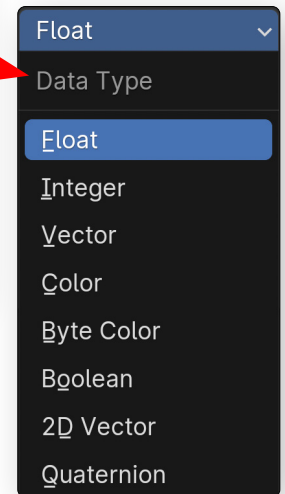 Float
Data Type
Float
Integer
Vector
Color
Byte Color
Boolean
2D Vector
Quaternion